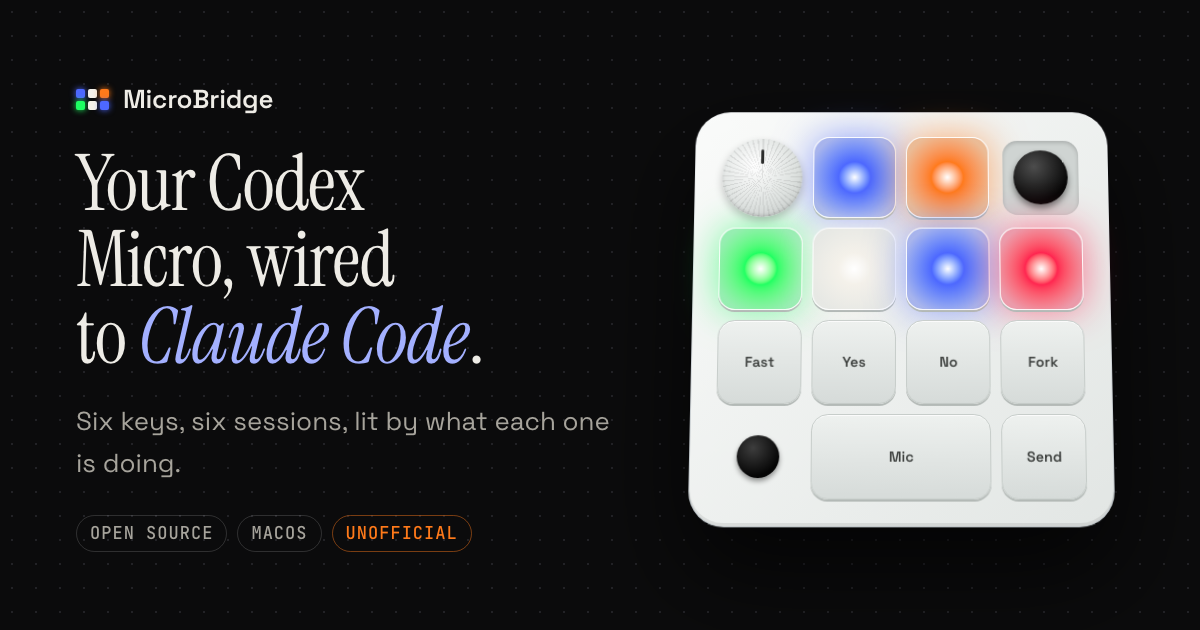 MicroBridge
Your Codex
Micro, wired
to Claude Code.
Six keys, six sessions, lit by what each one
is doing.
OPEN SOURCE
MACOS
UNOFFICIAL
Fast
Yes
No
Fork
Mic
Send